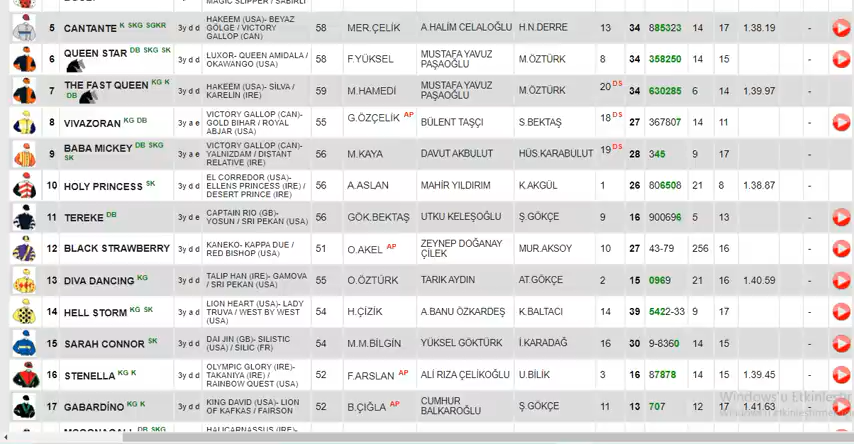 MAGIC SLIPPER / SABIRLI
5 CANTANTE K SKG SGKR 3y d d HAKEEM (USA)- BEYAZ GÖLGE / VICTORY GALLOP (CAN) 58 MER.ÇELİK A.HALİM CELALOĞLU H.N.DERRE 13 34 885323 14 17 1.38.19 -
6 QUEEN STAR DB SKG SK 3y d d LUXOR- QUEEN AMIDALA / OKAWANGO (USA) 58 F.YÜKSEL MUSTAFA YAVUZ PAŞAOĞLU M.ÖZTÜRK 8 34 358250 14 15 -
7 THE FAST QUEEN KG K DB 3y d d HAKEEM (USA)- SİLVA / KARELIN (IRE) 59 M.HAMEDİ MUSTAFA YAVUZ PAŞAOĞLU M.ÖZTÜRK 20 DS 34 630285 6 14 1.39.97 -
8 VIVAZORAN KG DB 3y a e VICTORY GALLOP (CAN)- GOLD BIHAR / ROYAL ABJAR (USA) 55 G.ÖZÇELİK AP BÜLENT TAŞÇI S.BEKTAŞ 18 DS 27 367807 14 11 -
9 BABA MICKEY DB SKG SK 3y a e VICTORY GALLOP (CAN)- YALNIZDAM / DISTANT RELATIVE (IRE) 56 M.KAYA DAVUT AKBULUT HÜS.KARABULUT 19 DS 28 345 9 17 -
10 HOLY PRINCESS SK 3y d d EL CORREDOR (USA)- ELLENS PRINCESS (IRE) / DESERT PRINCE (IRE) 56 A.ASLAN MAHİR YILDIRIM K.AKGÜL 1 26 806508 21 8 1.38.87 -
11 TEREKE DB 3y d e CAPTAIN RIO (GB)- YOSUN / SRI PEKAN (USA) 56 GÖK.BEKTAŞ UTKU KELEŞOĞLU Ş.GÖKÇE 9 16 900696 5 13 -
12 BLACK STRAWBERRY 3y d d KANEKO- KAPPA DUE / RED BISHOP (USA) 51 O.AKEL AP ZEYNEP DOĞANAY ÇİLEK MUR.AKSOY 10 27 43-79 256 16 -
13 DIVA DANCING KG 3y d d TALIP HAN (IRE)- GAMOVA / SRI PEKAN (USA) 55 O.ÖZTÜRK TARIK AYDIN AT.GÖKÇE 2 15 0969 21 16 1.40.59 -
14 HELL STORM KG SK 3y a d LION HEART (USA)- LADY TRUVA / WEST BY WEST (USA) 54 H.ÇİZİK A.BANU ÖZKARDEŞ K.BALTACI 14 39 5422-33 9 17 -
15 SARAH CONNOR SK 3y d d DAI JIN (GB)- SILISTIC (USA) / SILIC (FR) 54 M.M.BİLGİN YÜKSEL GÖKTÜRK İ.KARADAĞ 16 30 9-8360 14 15 -
16 STENELLA KG K 3y d d OLYMPIC GLORY (IRE)- TAKANIYA (IRE) / RAINBOW QUEST (USA) 52 F.ARSLAN AP ALİ RIZA ÇELİKOĞLU U.BİLİK 3 16 87878 14 15 1.39.45 -
17 GABARDİNO KG K 3y d d KING DAVID (USA)- LION OF KAFKAS / FAIRSON 52 B.ÇIĞLA AP CUMHUR BALKAROĞLU Ş.GÖKÇE 11 13 707 12 17 1.41.63 -
Windows'u Etkinleştir
HALICARNASSUS (IRE)-